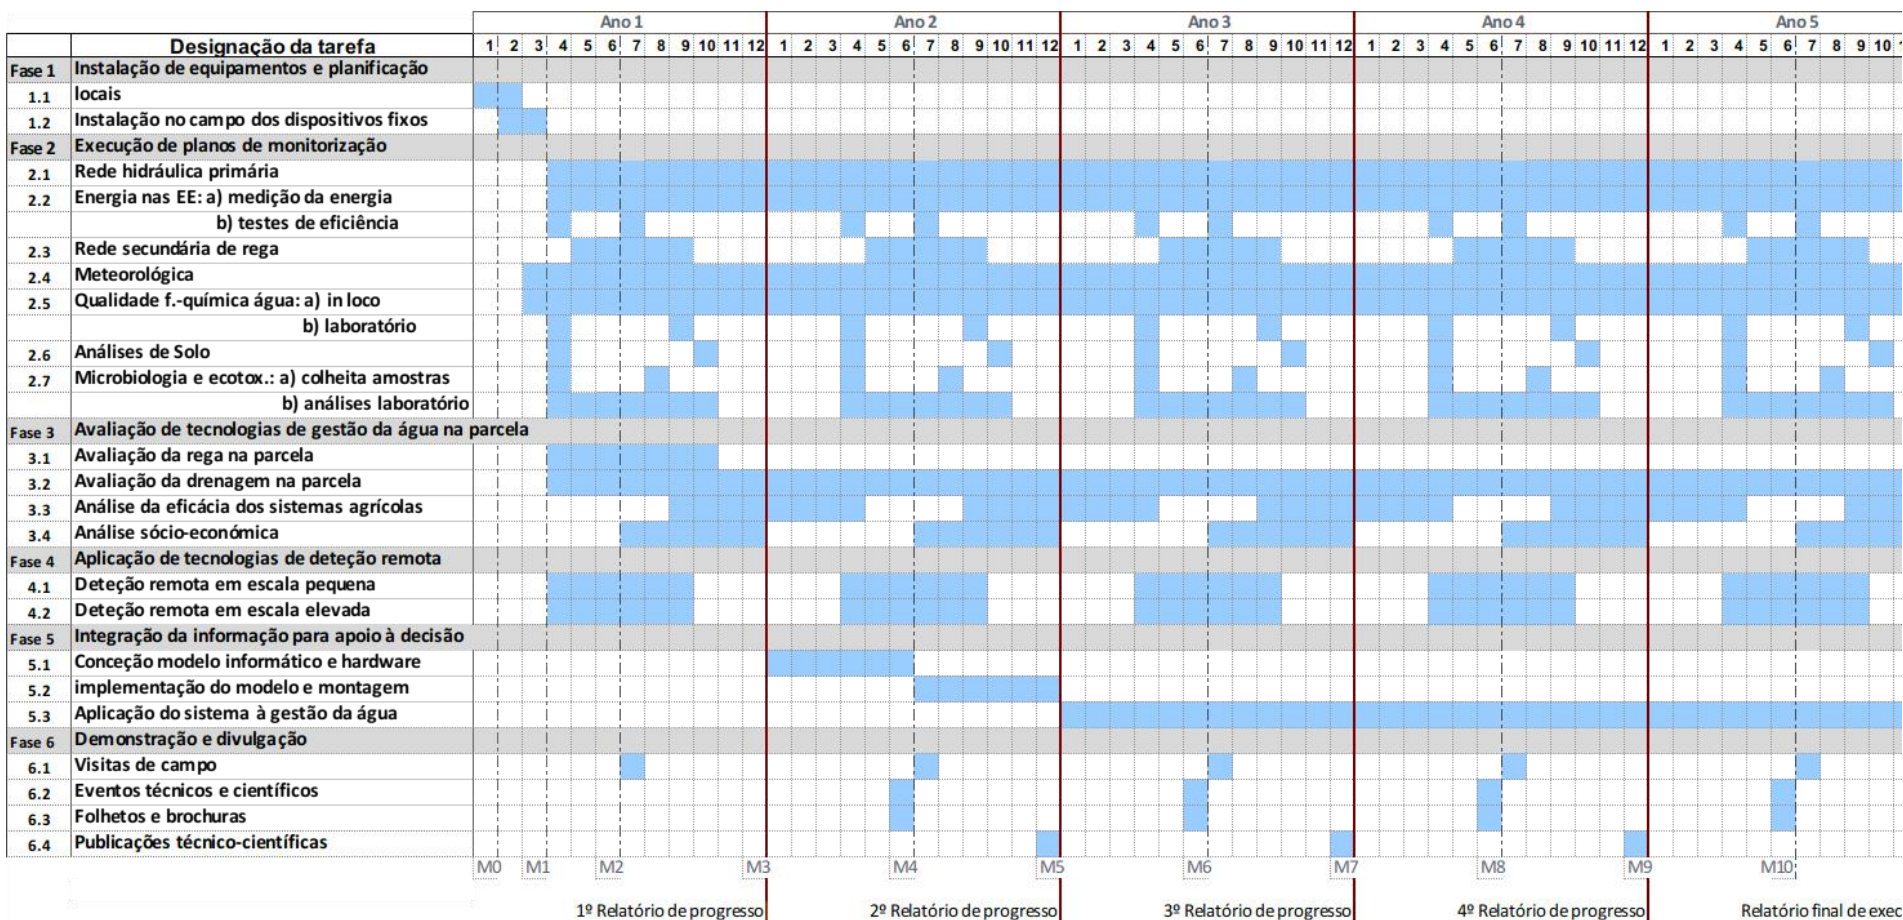 Ano 1 Ano 2 Ano 3 Ano 4 Ano 5
Designação da tarefa 1 2 3 4 5 6 7 8 9 10 11 12 1 2 3 4 5 6 7 8 9 10 11 12 1 2 3 4 5 6 7 8 9 10 11 12 1 2 3 4 5 6 7 8 9 10 11 12 1 2 3 4 5 6 7 8 9 10
Fase 1 Instalação de equipamentos e planificação
1.1 locais
1.2 Instalação no campo dos dispositivos fixos
Fase 2 Execução de planos de monitorização
2.1 Rede hidráulica primária
2.2 Energia nas EE: a) medição da energia
b) testes de eficiência
2.3 Rede secundária de rega
2.4 Meteorológica
2.5 Qualidade f.-química água: a) in loco
b) laboratório
2.6 Análises de Solo
2.7 Microbiologia e ecotox.: a) colheita amostras
b) análises laboratório
Fase 3 Avaliação de tecnologias de gestão da água na parcela
3.1 Avaliação da rega na parcela
3.2 Avaliação da drenagem na parcela
3.3 Análise da eficácia dos sistemas agrícolas
3.4 Análise sócio-económica
Fase 4 Aplicação de tecnologias de deteção remota
4.1 Deteção remota em escala pequena
4.2 Deteção remota em escala elevada
Fase 5 Integração da informação para apoio à decisão
5.1 Conceção modelo informático e hardware
5.2 implementação do modelo e montagem
5.3 Aplicação do sistema à gestão da água
Fase 6 Demonstração e divulgação
6.1 Visitas de campo
6.2 Eventos técnicos e científicos
6.3 Folhetos e brochuras
6.4 Publicações técnico-científicas
M0 M1 M2 M3 M4 M5 M6 M7 M8 M9 M10
1º Relatório de progresso 2º Relatório de progresso 3º Relatório de progresso 4º Relatório de progresso Relatório final de exec